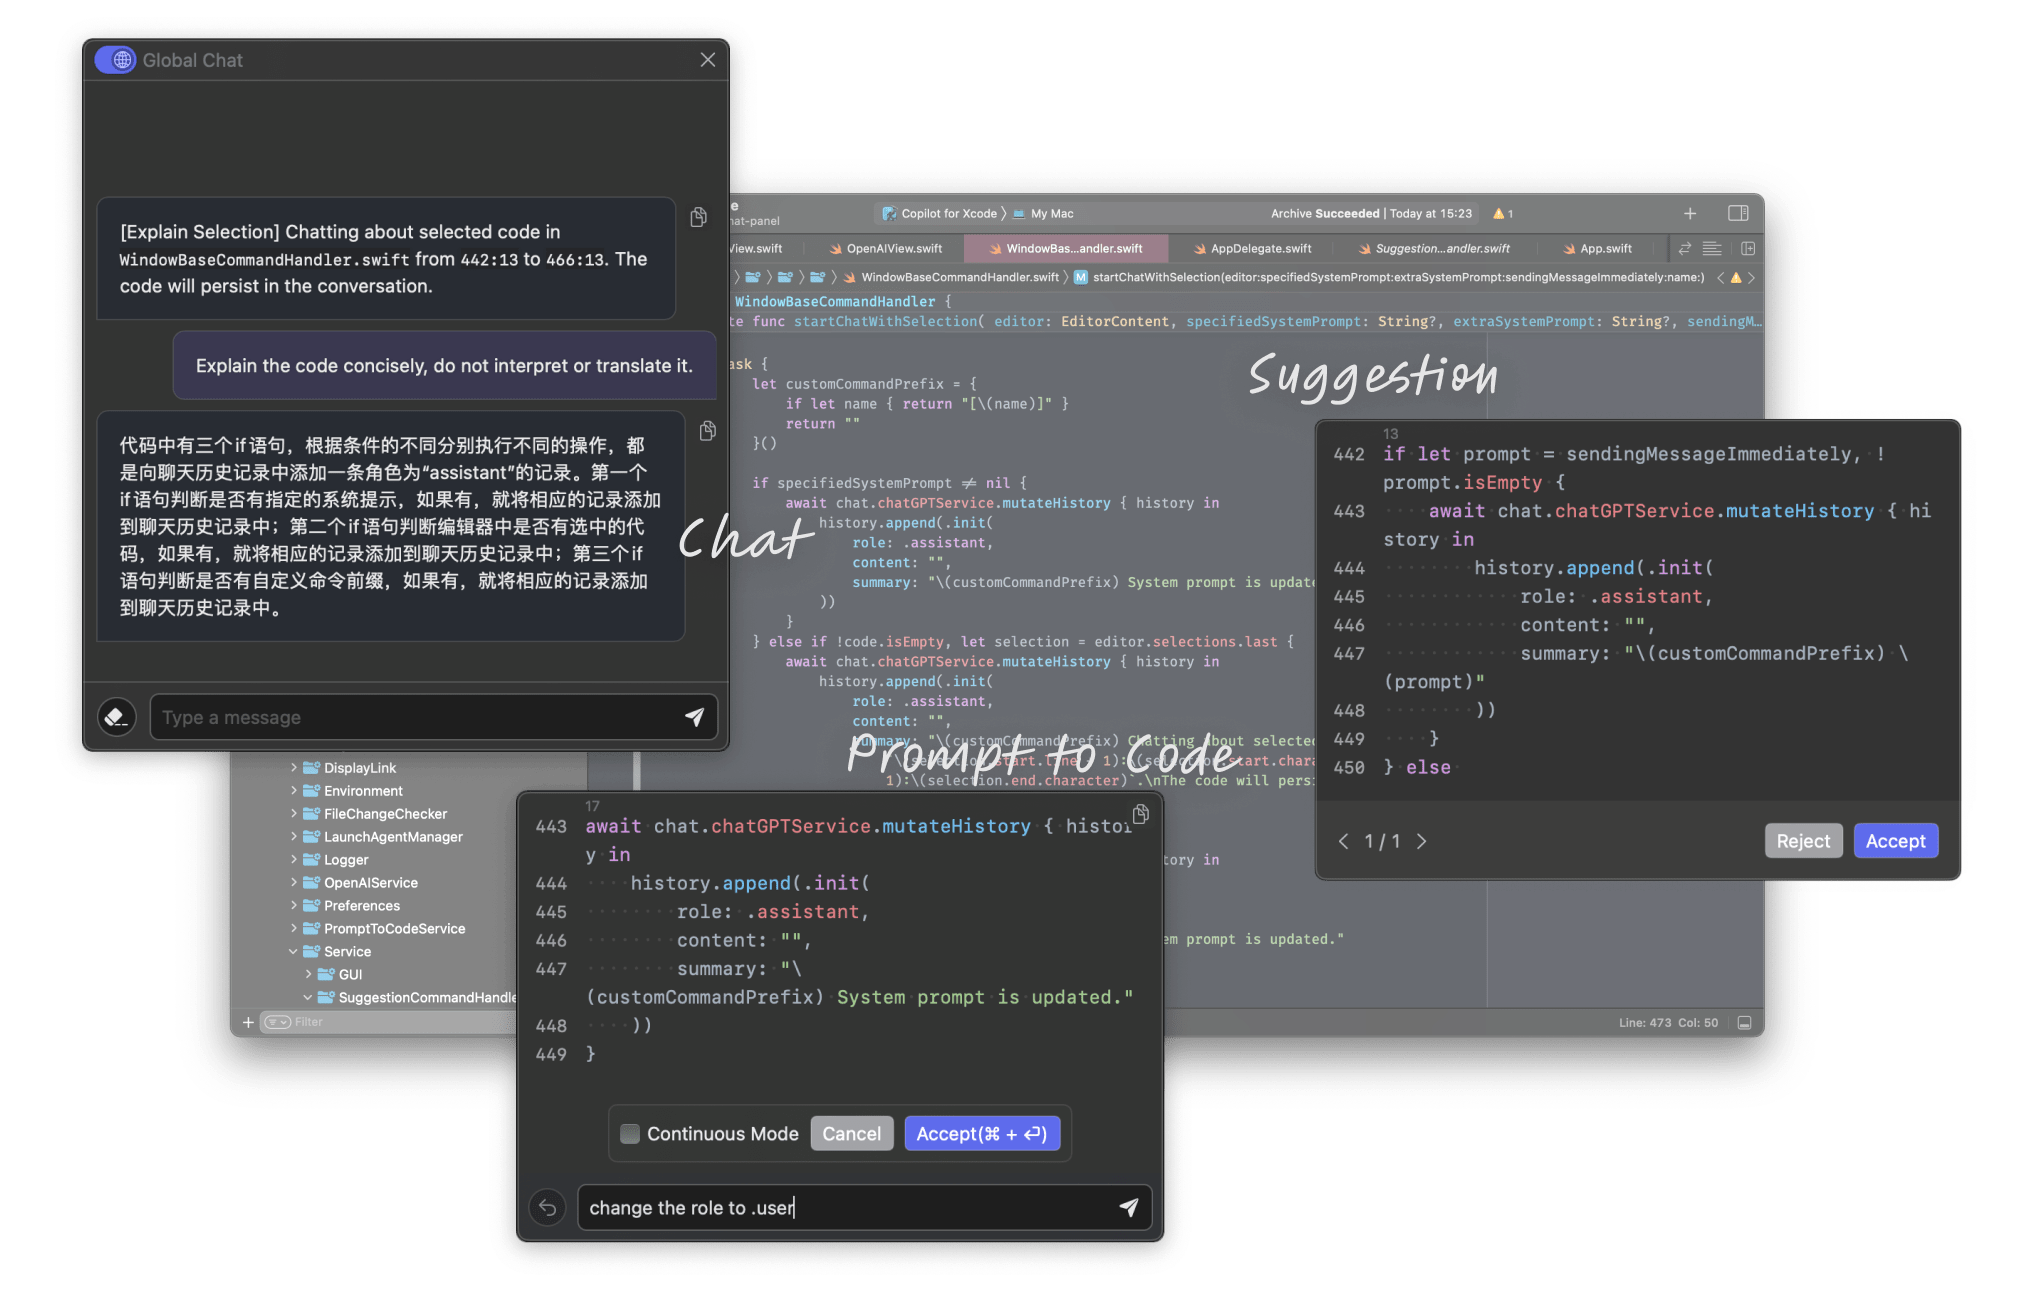 Global Chat
[Explain Selection] Chatting about selected code in
WindowBaseCommandHandler.swift from 442:13 to 466:13. The
code will persist in the conversation.
Explain the code concisely, do not interpret or translate it.
代码中有三个if语句，根据条件的不同分别执行不同的操作，都
是向聊天历史记录中添加一条角色为“assistant”的记录。第一个
if语句判断是否有指定的系统提示，如果有，就将相应的记录添加
到聊天历史记录中；第二个if语句判断编辑器中是否有选中的代
码，如果有，就将相应的记录添加到聊天历史记录中；第三个if
语句判断是否有自定义命令前缀，如果有，就将相应的记录添加
到聊天历史记录中。
Type a message
Chat
e
hat-panel
Copilot for Xcode 〉 My Mac
Archive Succeeded | Today at 15:23
1
View.swift
OpenAIView.swift
WindowBas...andler.swift
AppDelegate.swift
Suggestion...andler.swift
App.swift
WindowBaseCommandHandler.swift 〉 M startChatWithSelection(editor:specifiedSystemPrompt:extraSystemPrompt:sendingMessageImmediately:name:)
WindowBaseCommandHandler {
te func startChatWithSelection( editor: EditorContent, specifiedSystemPrompt: String?, extraSystemPrompt: String?, sendingM…
ask {
let customCommandPrefix = {
if let name { return "[\(name)]" }
return ""
}()
if specifiedSystemPrompt ≠ nil {
await chat.chatGPTService.mutateHistory { history in
history.append(.init(
role: .assistant,
content: "",
summary: "\(customCommandPrefix) System prompt is update
))
}
} else if !code.isEmpty, let selection = editor.selections.last {
await chat.chatGPTService.mutateHistory { history in
history.append(.init(
role: .assistant,
content: "",
summary: "\(customCommandPrefix) Chatting about selected
1):\(selection.start.chara
1):\(selection.end.character)`.\nThe code will persi
tory in
em prompt is updated."
Suggestion
13
442 if let prompt = sendingMessageImmediately, !
prompt.isEmpty {
443 await chat.chatGPTService.mutateHistory { hi
story in
444 history.append(.init(
445 role: .assistant,
446 content: "",
447 summary: "\(customCommandPrefix) \
(prompt)"
448 ))
449 }
450 } else
1 / 1
Reject
Accept
Prompt to Code
17
443 await chat.chatGPTService.mutateHistory { histor
y in
444 history.append(.init(
445 role: .assistant,
446 content: "",
447 summary: "\
(customCommandPrefix) System prompt is updated."
448 ))
449 }
Continuous Mode
Cancel
Accept(⌘ + ⏎)
change the role to .user
DisplayLink
Environment
FileChangeChecker
LaunchAgentManager
Logger
OpenAIService
Preferences
PromptToCodeService
Service
GUI
SuggestionCommandHandle
Filter
Line: 473 Col: 50